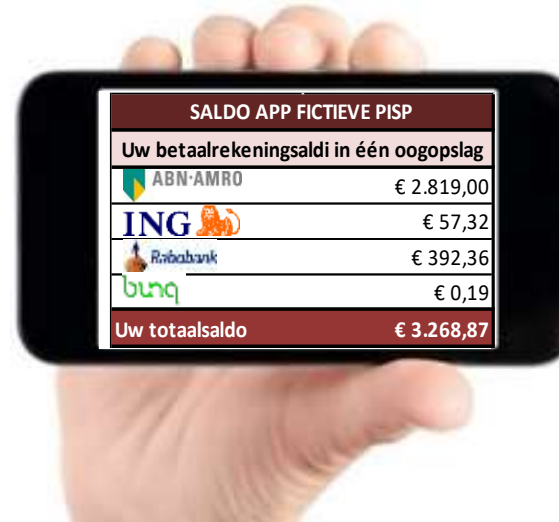 SALDO APP FICTIEVE PISP
Uw betaalrekeningsaldi in één oogopslag
ABN·AMRO € 2.819,00
ING € 57,32
Rabobank € 392,36
bunq € 0,19
Uw totaalsaldo € 3.268,87